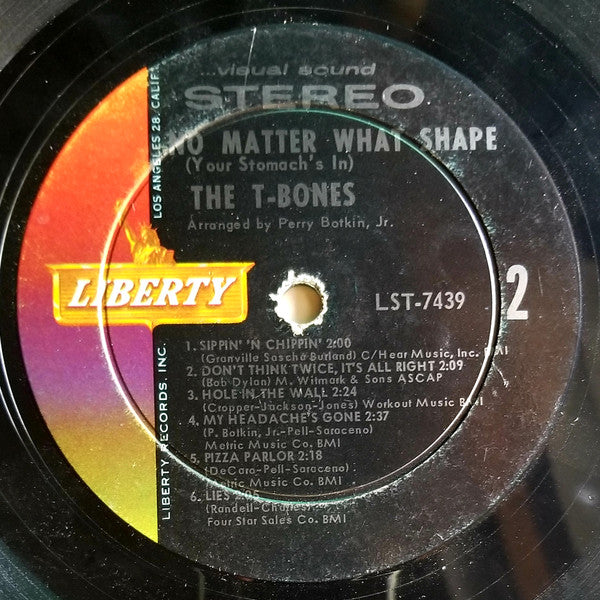 ...visual sound
STEREO
NO MATTER WHAT SHAPE
(Your Stomach's In)
THE T-BONES
Arranged by Perry Botkin, Jr.
LIBERTY
LST-7439
2
1. SIPPIN' 'N CHIPPIN' 2:00
(Granville Sascha Burland) C/Hear Music, Inc. BMI
2. DON'T THINK TWICE, IT'S ALL RIGHT 2:09
(Bob Dylan) M. Witmark & Sons ASCAP
3. HOLE IN THE WALL 2:24
(Cropper-Jackson-Jones) Workout Music BMI
4. MY HEADACHE'S GONE 2:37
(P. Botkin, Jr.-Pell-Saraceno)
Metric Music Co. BMI
5. PIZZA PARLOR 2:18
(DeCaro-Pell-Saraceno)
Metric Music Co. BMI
6. LIES 2:05
(Randell-Charles)
Four Star Sales Co. BMI
LIBERTY RECORDS, INC.
LOS ANGELES 28, CALIF